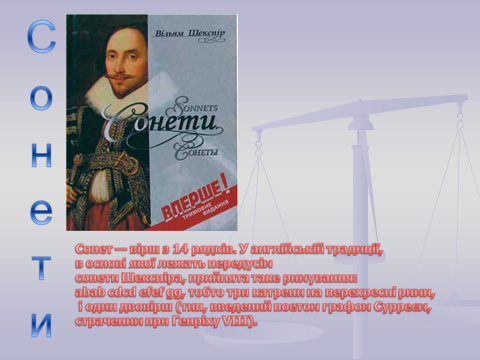 Сонети
Вільям Шекспір
SONNETS
Сонети
СОНЕТЫ
ВПЕРШЕ!
ТРИМОВНЕ
ВИДАННЯ
Сонет — вірш з 14 рядків. У англійській традиції,
в основі якої лежать передусім
сонети Шекспіра, прийнята таке римування:
abab cdcd efef gg, тобто три катрени на перехресні рими,
і один двовірш (тип, введений поетом графом Сурреєм,
страченим при Генріху VIII).